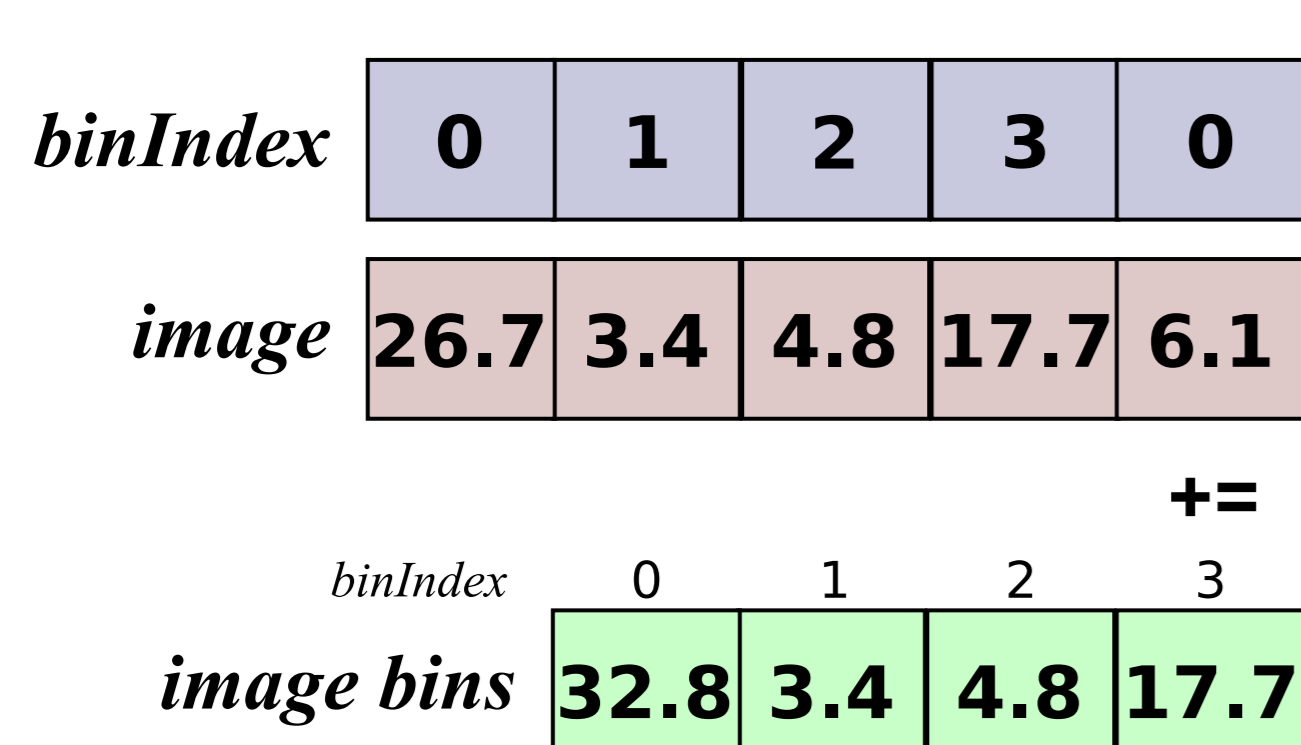 binIndex 0 1 2 3 0
image 26.7 3.4 4.8 17.7 6.1
+=
binIndex 0 1 2 3
image bins 32.8 3.4 4.8 17.7